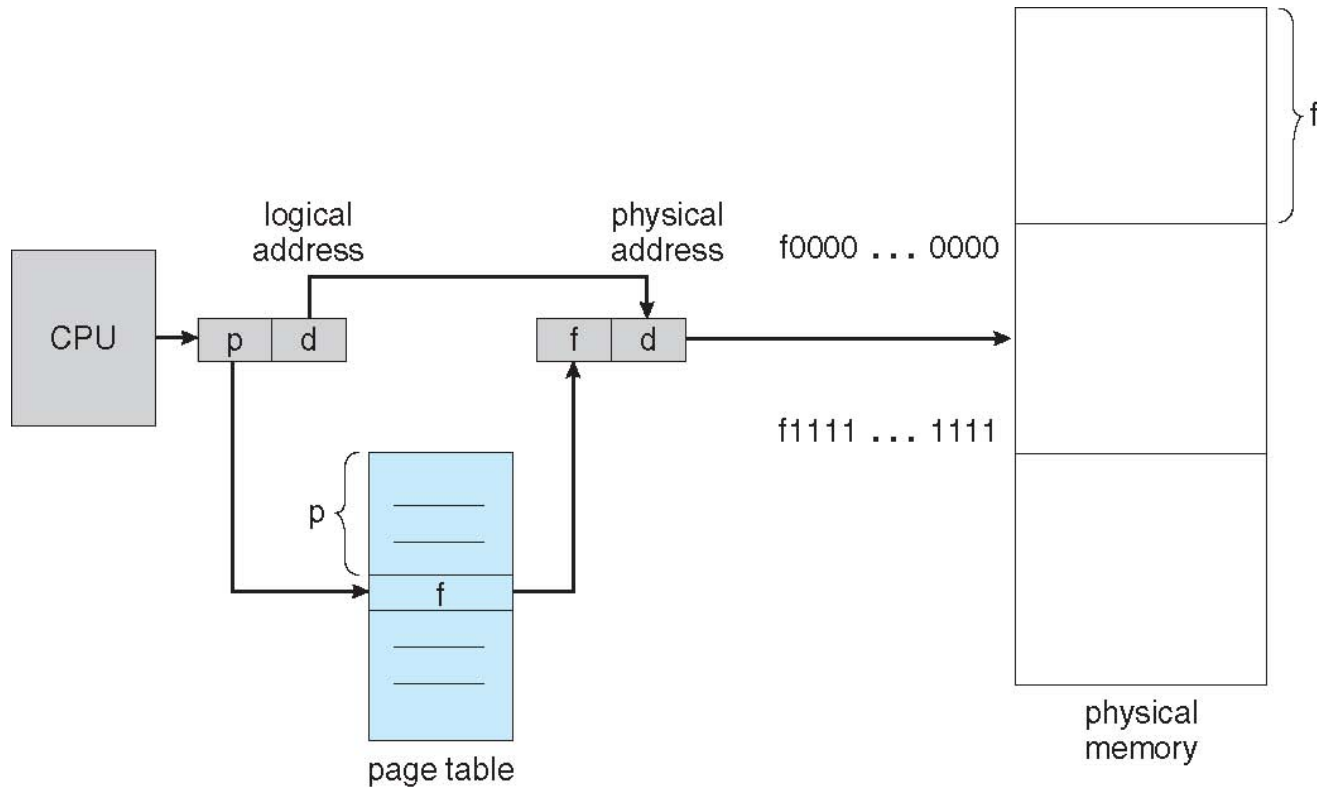 f
logical
address
physical
address
f0000 ... 0000
CPU
p
d
f
d
f1111 ... 1111
p
f
page table
physical
memory